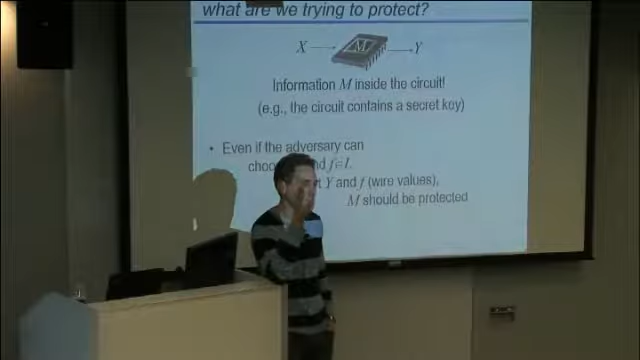 what are we trying to protect?
X M Y
Information M inside the circuit!
(e.g., the circuit contains a secret key)
• Even if the adversary can
Y and f (wire values),
M should be protected